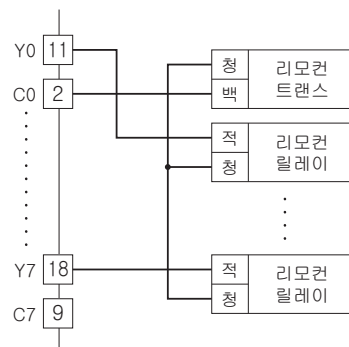 Y0 11
청 리모컨
C0 2 백 트랜스
적 리모컨
청 릴레이
Y7 18 적 리모컨
C7 9 청 릴레이